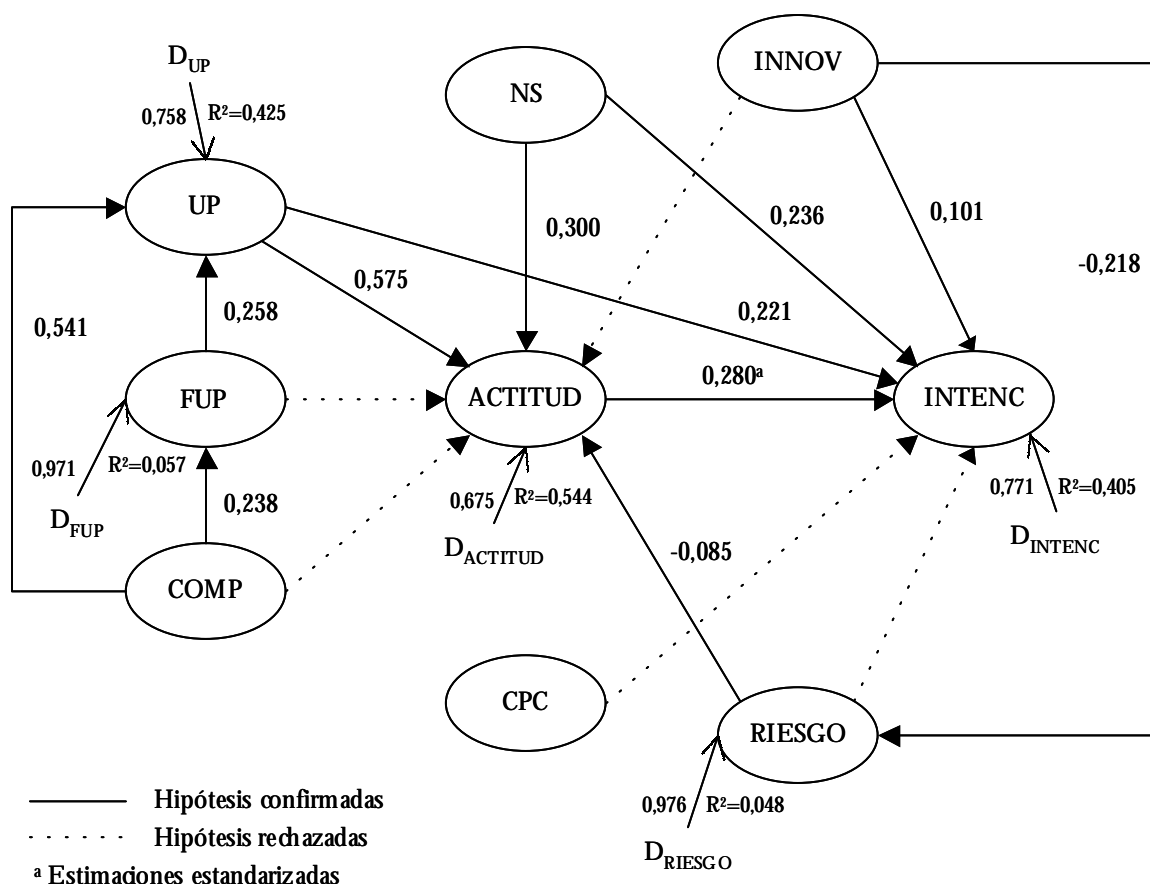 INNOV
D_UP
NS
0,758 R²=0,425
UP
0,300
0,236
0,101
-0,218
0,575
0,258
0,541
0,221
0,280ª
FUP
ACTITUD
INTENC
0,971 R²=0,057
D_FUP
0,238
0,675 R²=0,544
D_ACTITUD
0,771 R²=0,405
D_INTENC
-0,085
COMP
CPC
RIESGO
0,976 R²=0,048
D_RIESGO
Hipótesis confirmadas
Hipótesis rechazadas
ª Estimaciones estandarizadas